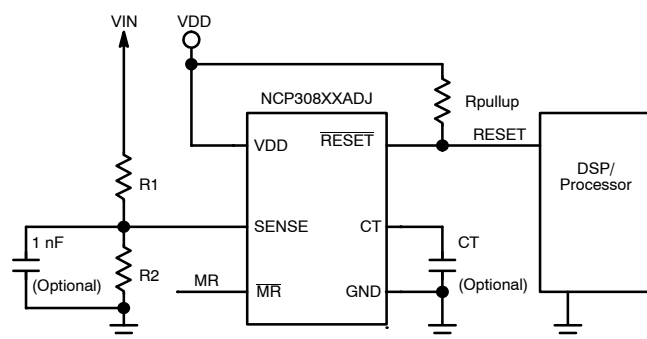 VIN
VDD
NCP308XXADJ
Rpullup
VDD
RESET
RESET
DSP/
Processor
R1
SENSE
CT
1 nF
(Optional)
R2
CT
(Optional)
MR
MR
GND